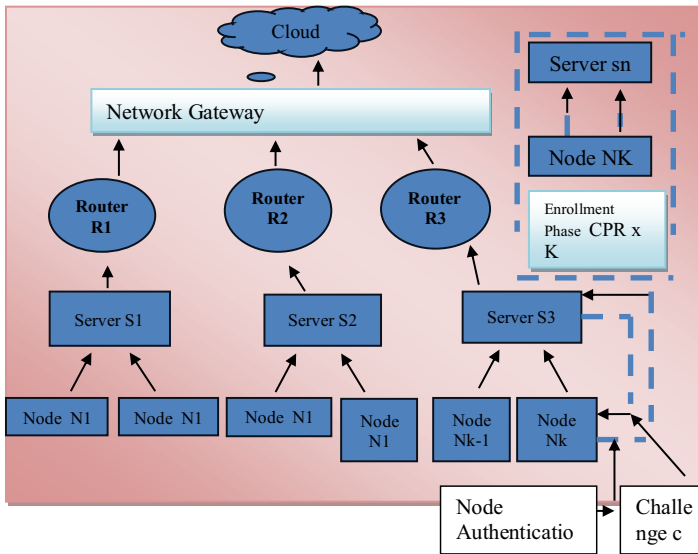 Cloud
Server sn
Network Gateway
Node NK
Router
R1
Router
R2
Router
R3
Enrollment
Phase CPR x
K
Server S1
Server S2
Server S3
Node N1
Node N1
Node N1
Node
N1
Node
Nk-1
Node
Nk
Node
Authenticatio
Challe
nge c